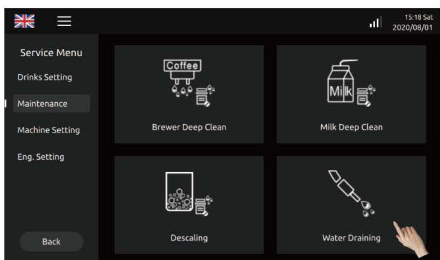 15:18 Sat
2020/08/01
Service Menu
Drinks Setting
Maintenance
Machine Setting
Eng. Setting
Back
Coffee
Brewer Deep Clean
Milk
Milk Deep Clean
Descaling
Water Draining